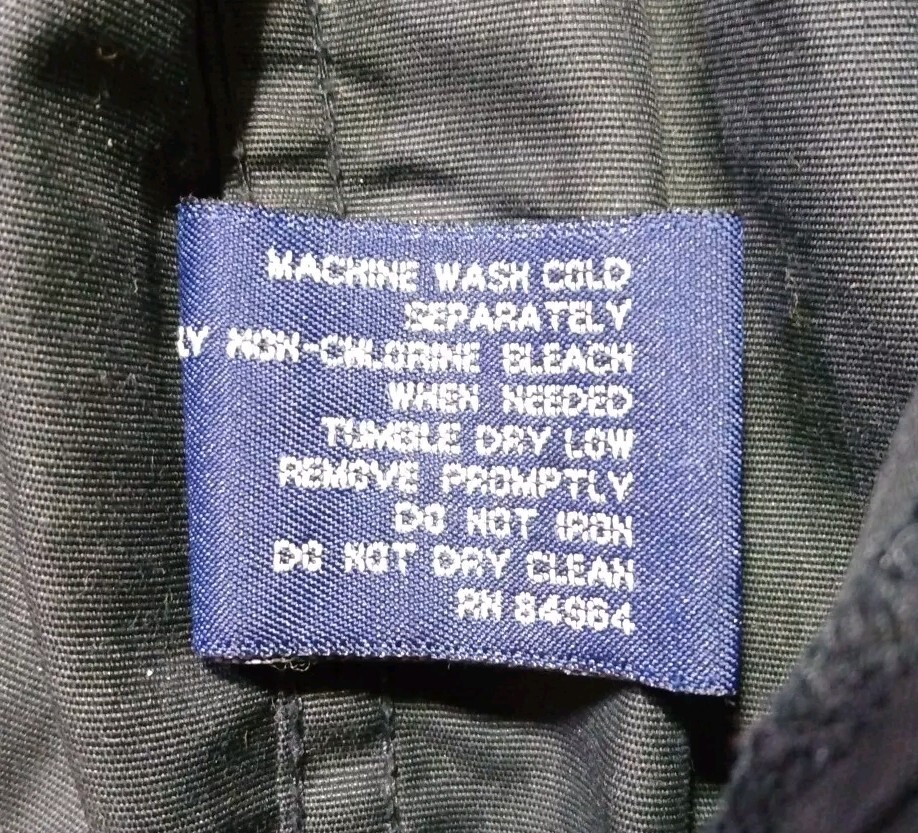 MACHINE WASH COLD
SEPARATELY
LY NON-CHLORINE BLEACH
WHEN NEEDED
TUMBLE DRY LOW
REMOVE PROMPTLY
DO NOT IRON
DO NOT DRY CLEAN
RN 84964